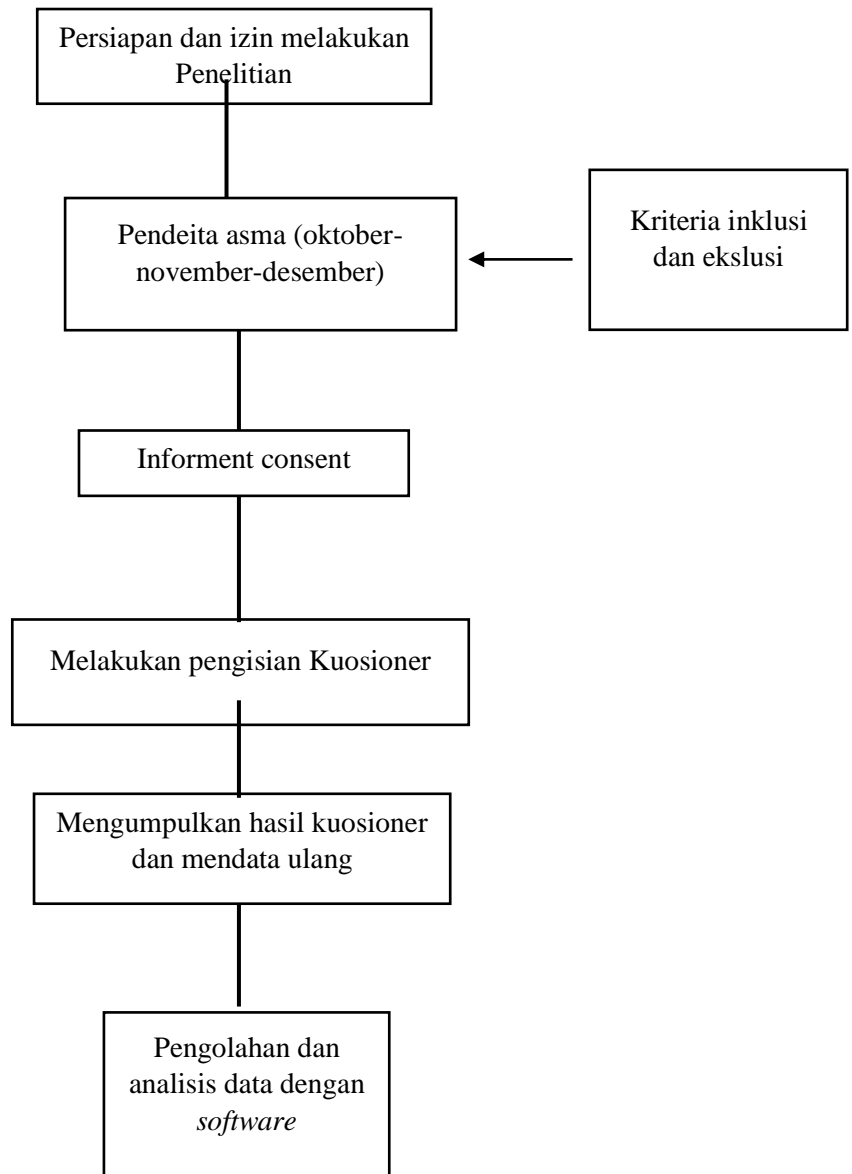 Persiapan dan izin melakukan
Penelitian
Pendeita asma (oktober-
november-desember)
Kriteria inklusi
dan ekslusi
Informent consent
Melakukan pengisian Kuosioner
Mengumpulkan hasil kuosioner
dan mendata ulang
Pengolahan dan
analisis data dengan
software